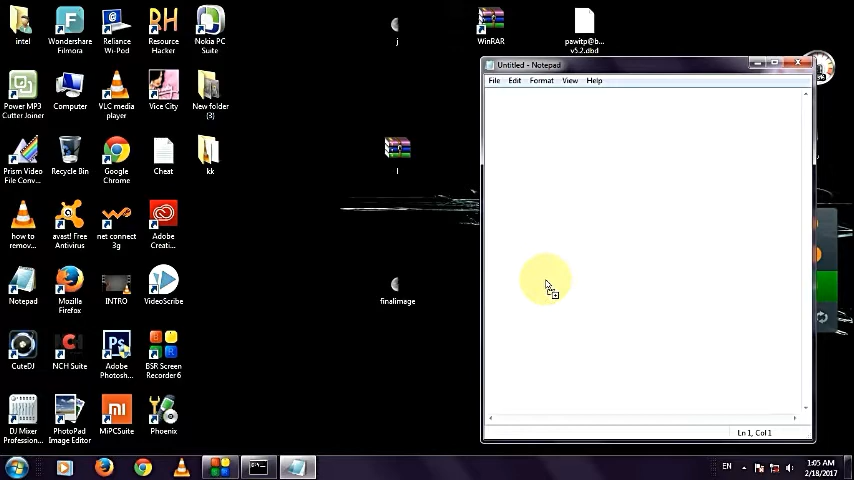 intel
Wondershare
Filmora
Reliance
Wi-Pod
Resource
Hacker
Nokia PC
Suite
j
WinRAR
pawitp@b...
v5.2.dbd
Untitled - Notepad
File Edit Format View Help
Power MP3
Cutter Joiner
Computer
VLC media
player
Vice City
New folder
(3)
Prism Video
File Conv...
Recycle Bin
Google
Chrome
Cheat
kk
l
how to
remov...
avast! Free
Antivirus
net connect
3g
Adobe
Creati...
Notepad
Mozilla
Firefox
INTRO
VideoScribe
finalimage
CuteDJ
NCH Suite
Adobe
Photosh...
BSR Screen
Recorder 6
DJ Mixer
Profession...
PhotoPad
Image Editor
MiPCSuite
Phoenix
Ln 1, Col 1
EN
1:05 AM
2/18/2017